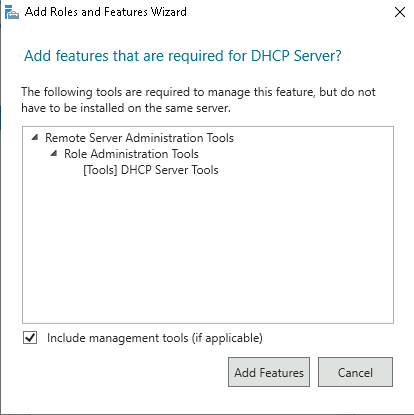 Add Roles and Features Wizard
Add features that are required for DHCP Server?
The following tools are required to manage this feature, but do not
have to be installed on the same server.
Remote Server Administration Tools
Role Administration Tools
[Tools] DHCP Server Tools
Include management tools (if applicable)
Add Features
Cancel